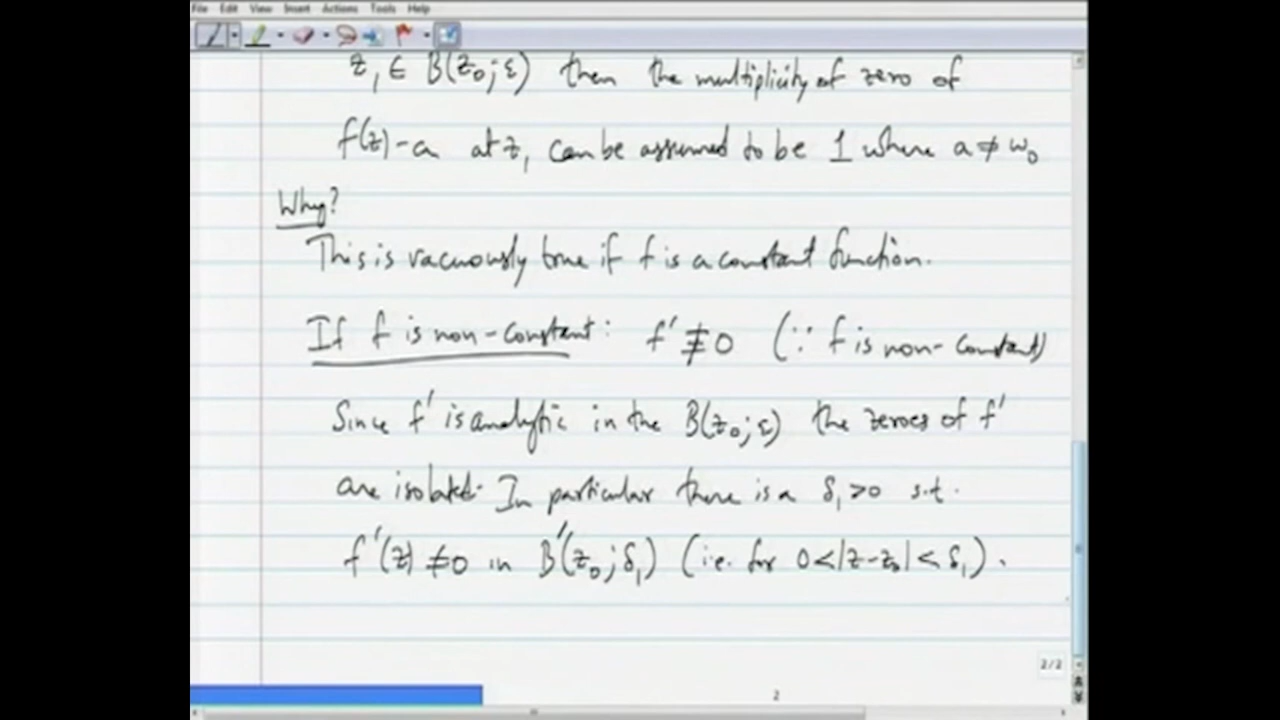 File Edit View Insert Actions Tools Help
z₁ ∈ B(z₀;ε) then the multiplicity of zero of
f(z)-a at z₁ can be assumed to be 1 where a≠w₀
Why?
This is vacuously true if f is a constant function.
If f is non-constant: f' ≢ 0 (∵ f is non-constant)
Since f' is analytic in the B(z₀;ε) the zeroes of f'
are isolated. In particular there is a δ₁>0 s.t.
f'(z) ≠0 in B'(z₀;δ₁) (i.e. for 0<|z-z₀|<δ₁).
2/2
2